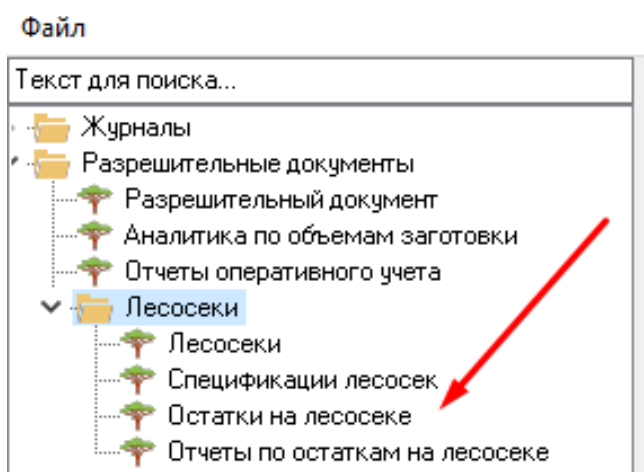 Файл
Текст для поиска...
Журналы
Разрешительные документы
Разрешительный документ
Аналитика по объемам заготовки
Отчеты оперативного учета
Лесосеки
Лесосеки
Спецификации лесосек
Остатки на лесосеке
Отчеты по остаткам на лесосеке